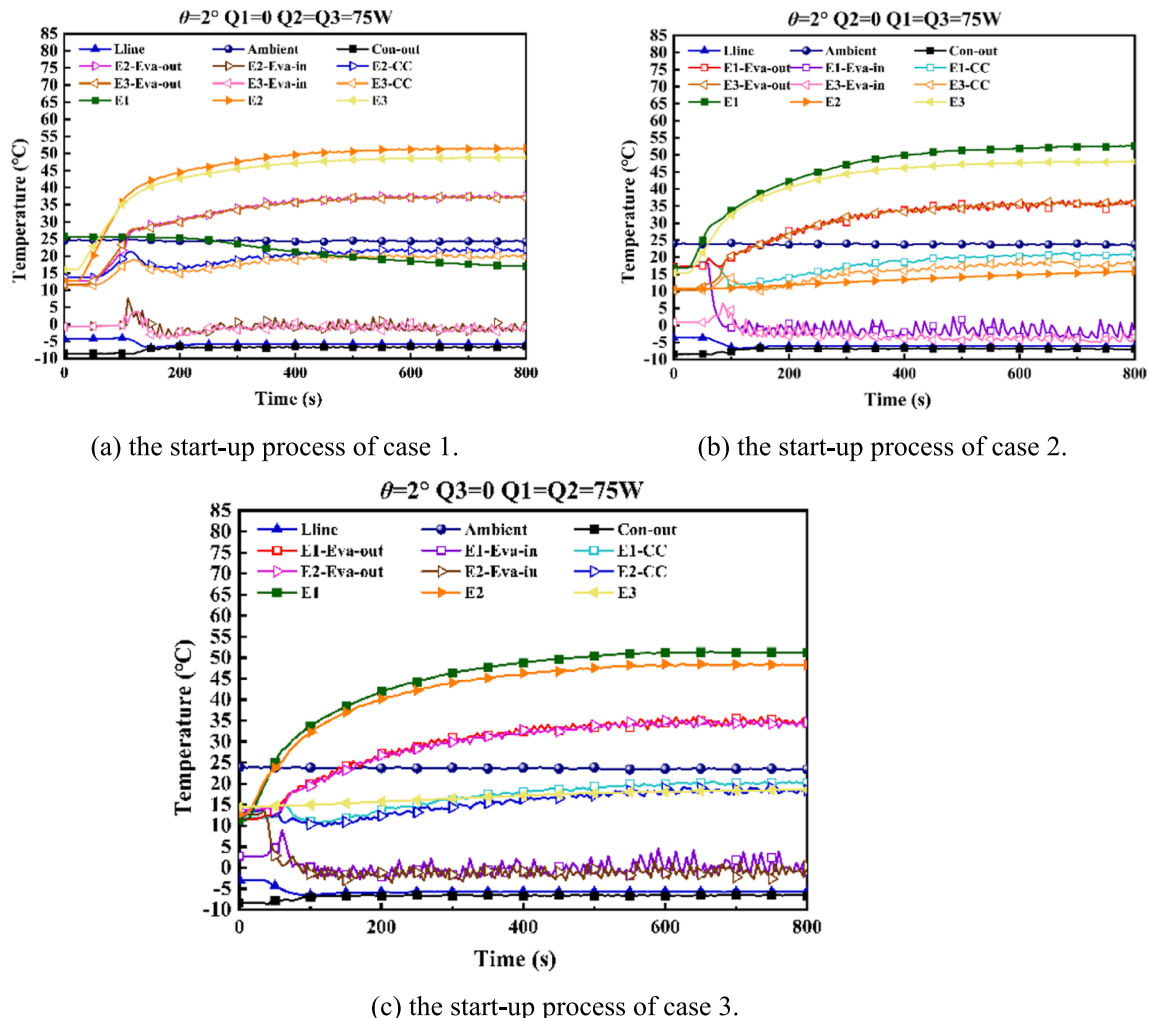 θ=2° Q1=0 Q2=Q3=75W
85
80
75
70
65
60
55
50
45
40
35
30
25
20
15
10
5
0
-5
-10
Lline Ambient Con-out
E2-Eva-out E2-Eva-in E2-CC
E3-Eva-out E3-Eva-in E3-CC
E1 E2 E3
Temperature (°C)
0 200 400 600 800
Time (s)
(a) the start-up process of case 1.
θ=2° Q2=0 Q1=Q3=75W
85
80
75
70
65
60
55
50
45
40
35
30
25
20
15
10
5
0
-5
-10
Lline Ambient Con-out
E1-Eva-out E1-Eva-in E1-CC
E3-Eva-out E3-Eva-in E3-CC
E1 E2 E3
Temperature (°C)
0 200 400 600 800
Time (s)
(b) the start-up process of case 2.
θ=2° Q3=0 Q1=Q2=75W
85
80
75
70
65
60
55
50
45
40
35
30
25
20
15
10
5
0
-5
-10
Lline Ambient Con-out
E1-Eva-out E1-Eva-in E1-CC
E2-Eva-out E2-Eva-in E2-CC
E1 E2 E3
Temperature (°C)
0 200 400 600 800
Time (s)
(c) the start-up process of case 3.